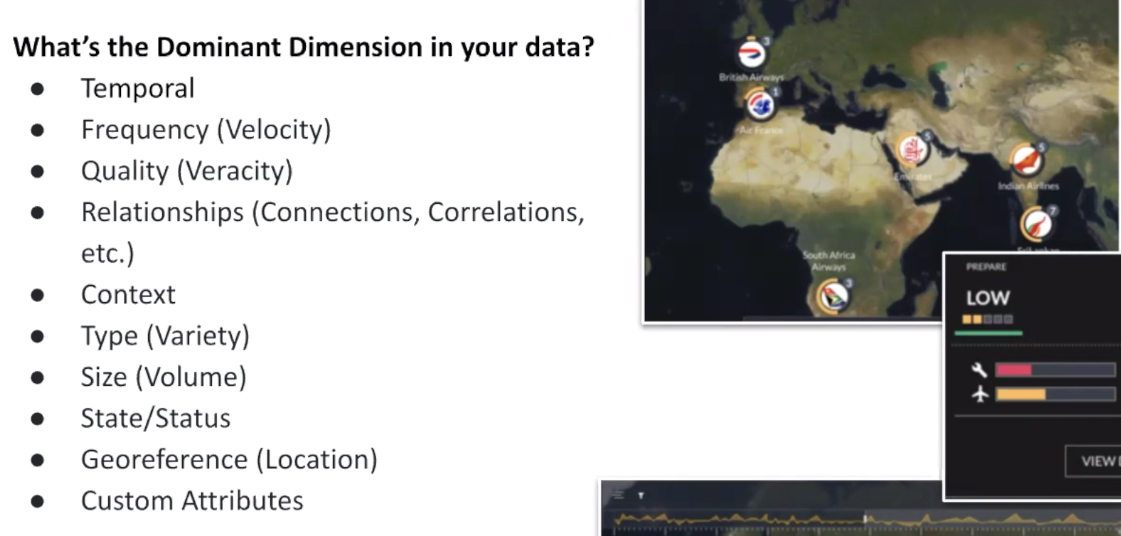 What's the Dominant Dimension in your data?
● Temporal
● Frequency (Velocity)
● Quality (Veracity)
● Relationships (Connections, Correlations,
etc.)
● Context
● Type (Variety)
● Size (Volume)
● State/Status
● Georeference (Location)
● Custom Attributes
3
British Airways
1
Air France
5
Emirates
5
Indian Airlines
7
SriLankan
South Africa
Airways
3
PREPARE
LOW
VIEW